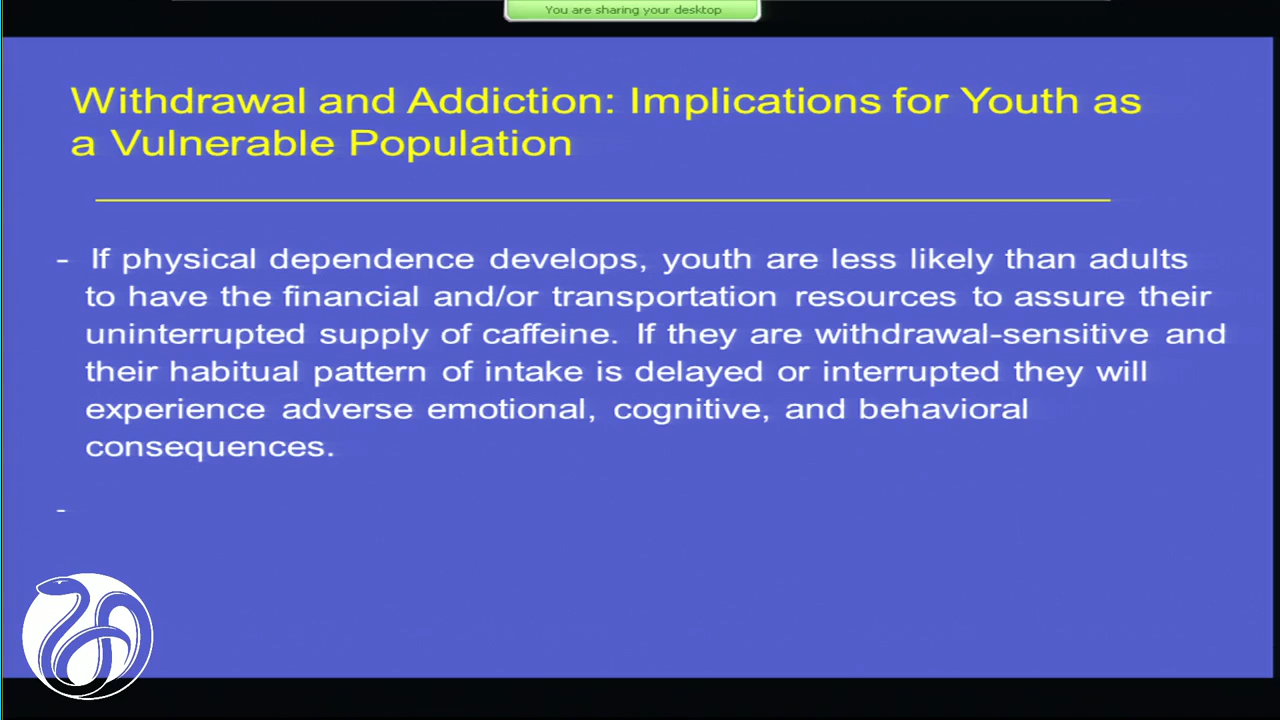 You are sharing your desktop
Withdrawal and Addiction: Implications for Youth as
a Vulnerable Population
- If physical dependence develops, youth are less likely than adults
to have the financial and/or transportation resources to assure their
uninterrupted supply of caffeine. If they are withdrawal-sensitive and
their habitual pattern of intake is delayed or interrupted they will
experience adverse emotional, cognitive, and behavioral
consequences.
-